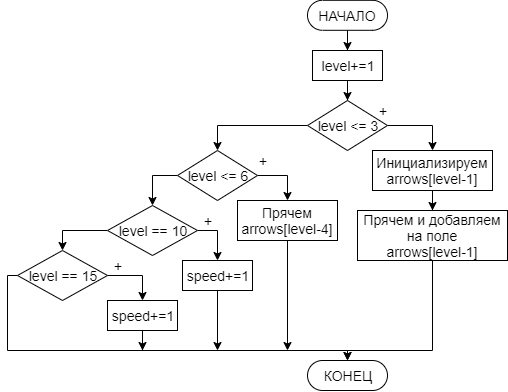 НАЧАЛО
level+=1
level <= 3
+
Инициализируем
arrows[level-1]
level <= 6
+
Прячем
arrows[level-4]
Прячем и добавляем
на поле
arrows[level-1]
level == 10
+
speed+=1
level == 15
+
speed+=1
КОНЕЦ